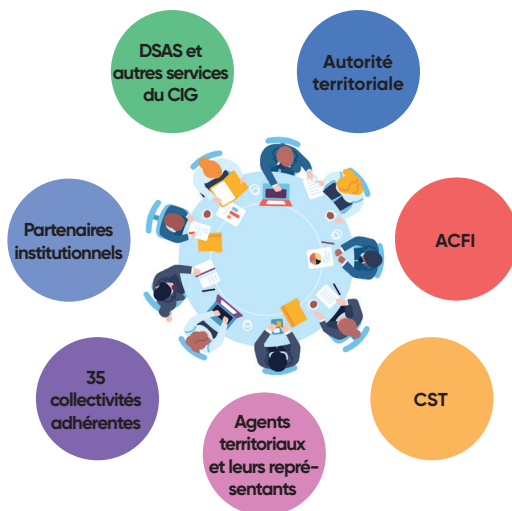 DSAS et
autres services
du CIG
Autorité
territoriale
Partenaires
institutionnels
ACFI
35
collectivités
adhérentes
CST
Agents
territoriaux
et leurs repré-
sentants